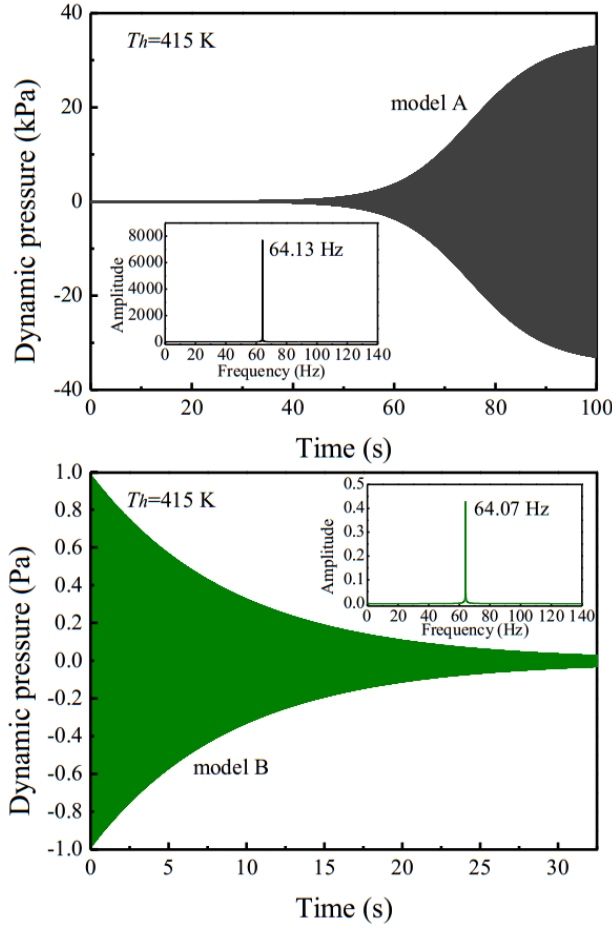 40
Th=415 K
20
model A
0
8000
64.13 Hz
6000
4000
2000
0
0 20 40 60 80 100 120 140
Amplitude
Frequency (Hz)
-20
-40
0 20 40 60 80 100
Dynamic pressure (kPa)
Time (s)
1.0
Th=415 K
0.5
64.07 Hz
0.4
0.3
0.2
0.1
0.0
0 20 40 60 80 100 120 140
Amplitude
Frequency (Hz)
0.8
0.6
0.4
0.2
0.0
-0.2
-0.4
model B
-0.6
-0.8
-1.0
0 5 10 15 20 25 30
Dynamic pressure (Pa)
Time (s)